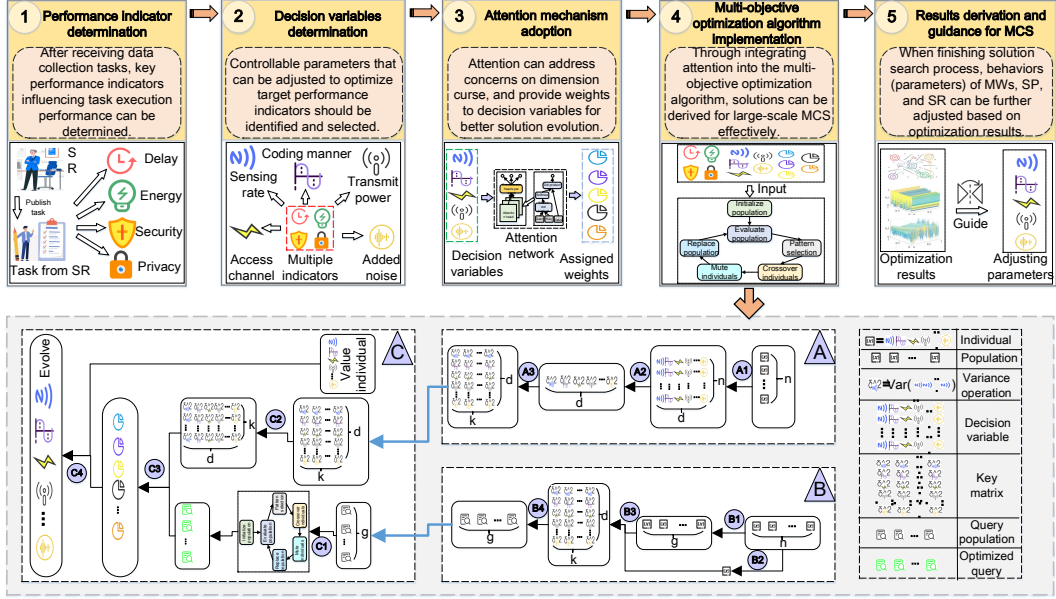 1
Performance indicator
determination
After receiving data
collection tasks, key
performance indicators
influencing task execution
performance can be
determined.
S
R
Publish
task
Task from SR
Delay
Energy
Security
Privacy
2
Decision variables
determination
Controllable parameters that
can be adjusted to optimize
target performance
indicators should be
identified and selected.
Coding manner
Sensing
rate
Transmit
power
Access
channel
Multiple
indicators
Added
noise
3
Attention mechanism
adoption
Attention can address
concerns on dimension
curse, and provide weights
to decision variables for
better solution evolution.
Decision
variables
Attention
network
Assigned
weights
4
Multi-objective
optimization algorithm
implementation
Through integrating
attention into the multi-
objective optimization
algorithm, solutions can be
derived for large-scale MCS
effectively.
Input
Initialize
population
Evaluate
population
Pattern
selection
Crossover
individuals
Mute
individuals
Replace
population
5
Results derivation and
guidance for MCS
When finishing solution
search process, behaviors
(parameters) of MWs, SP,
and SR can be further
adjusted based on
optimization results.
Guide
Optimization
results
Adjusting
parameters
C
Evolve
Value
Individual
C4
C3
C2
C1
k
d
d
k
g
A
A3
A2
A1
d
k
d
n
d
n
B
B4
B3
B1
B2
g
d
k
g
h
Individual
Population
=Var( )
Variance
operation
Decision
variable
Key
matrix
Query
population
Optimized
query